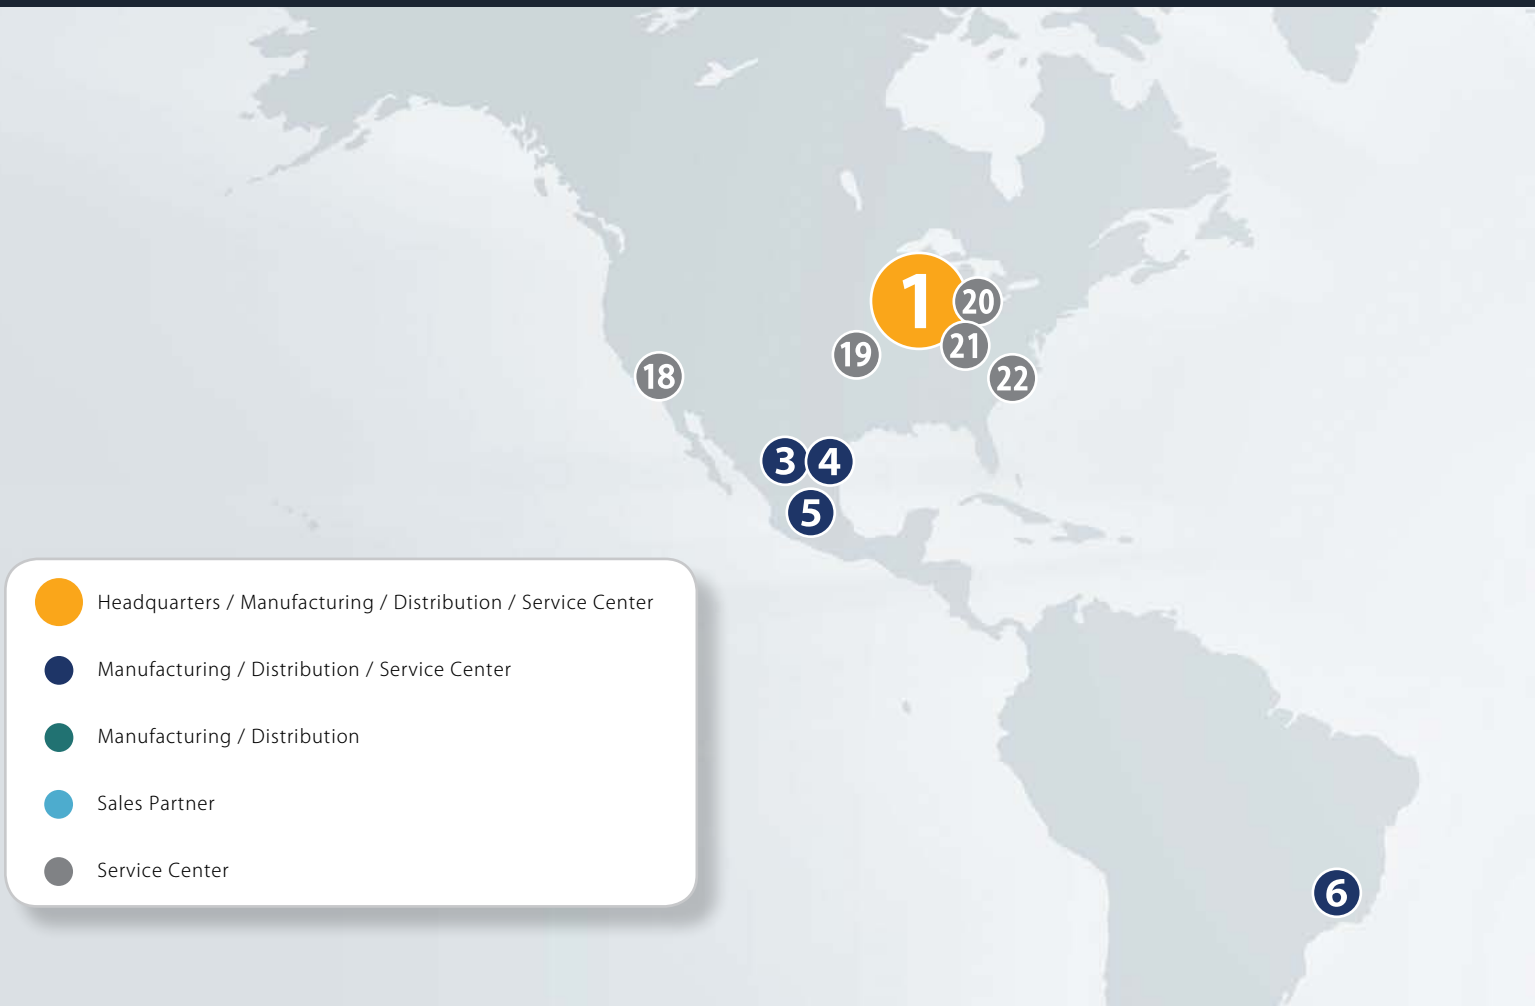 1
20
21
19
22
18
3
4
5
Headquarters / Manufacturing / Distribution / Service Center
Manufacturing / Distribution / Service Center
Manufacturing / Distribution
Sales Partner
Service Center
6